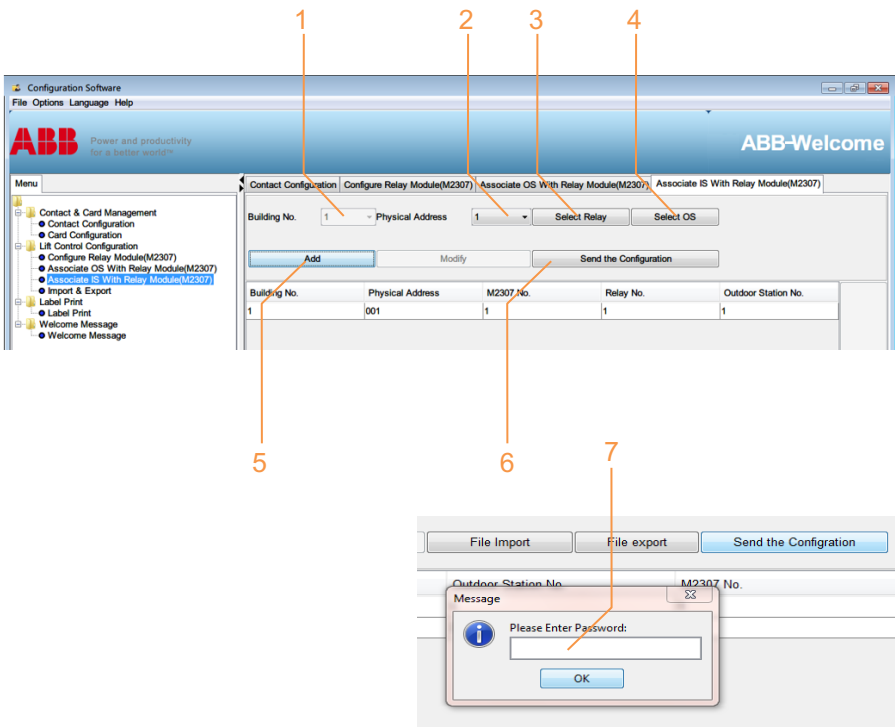 1 2 3 4
Configuration Software
File Options Language Help
ABB Power and productivity
for a better world™
ABB-Welcome
Menu
Contact & Card Management
Contact Configuration
Card Configuration
Lift Control Configuration
Configure Relay Module(M2307)
Associate OS With Relay Module(M2307)
Associate IS With Relay Module(M2307)
Import & Export
Label Print
Label Print
Welcome Message
Welcome Message
Contact Configuration Configure Relay Module(M2307) Associate OS With Relay Module(M2307) Associate IS With Relay Module(M2307)
Building No. 1 Physical Address 1 Select Relay Select OS
Add Modify Send the Configuration
Building No. Physical Address M2307 No. Relay No. Outdoor Station No.
1 001 1 1 1
5 6 7
File Import File export Send the Configration
Outdoor Station No. M2307 No.
Message
Please Enter Password:
OK